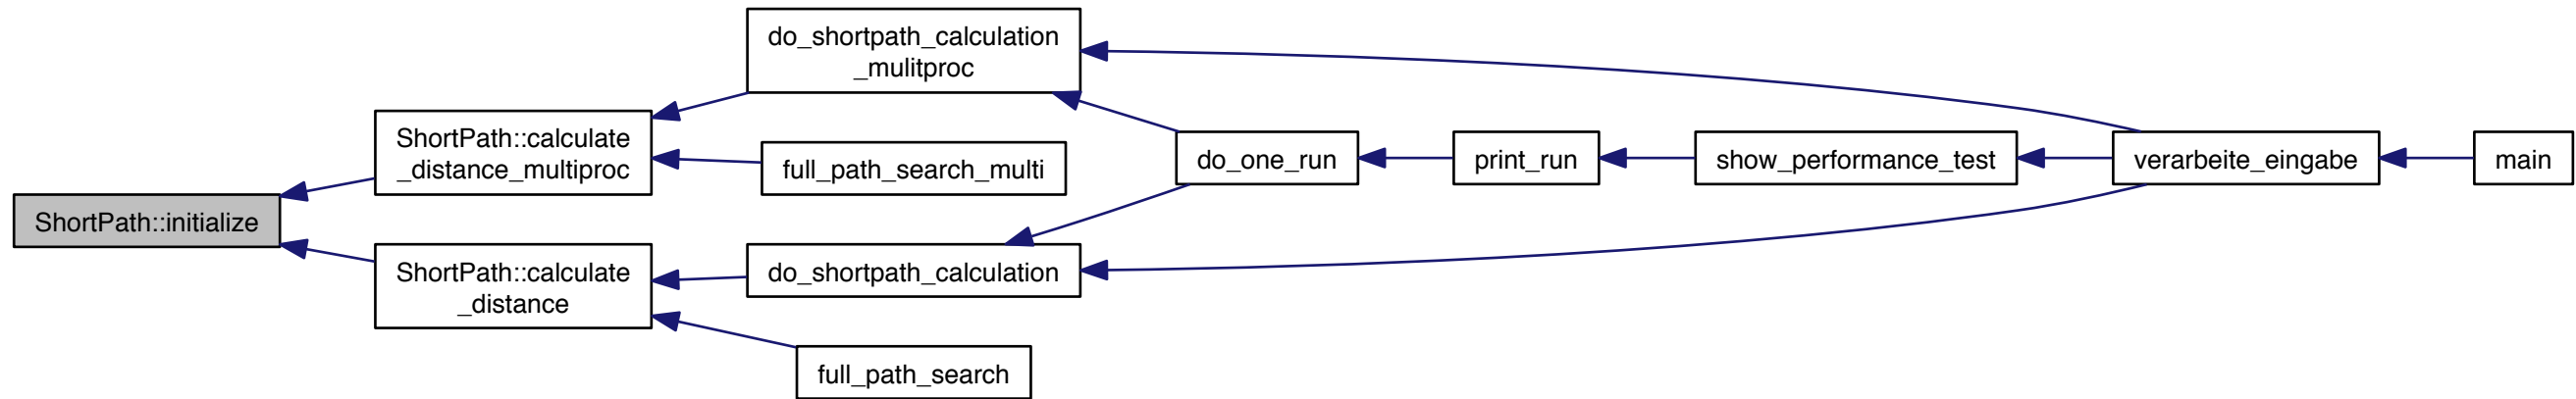 ShortPath::initialize
ShortPath::calculate
_distance_multiproc
ShortPath::calculate
_distance
do_shortpath_calculation
_mulitproc
full_path_search_multi
do_shortpath_calculation
full_path_search
do_one_run
print_run
show_performance_test
verarbeite_eingabe
main